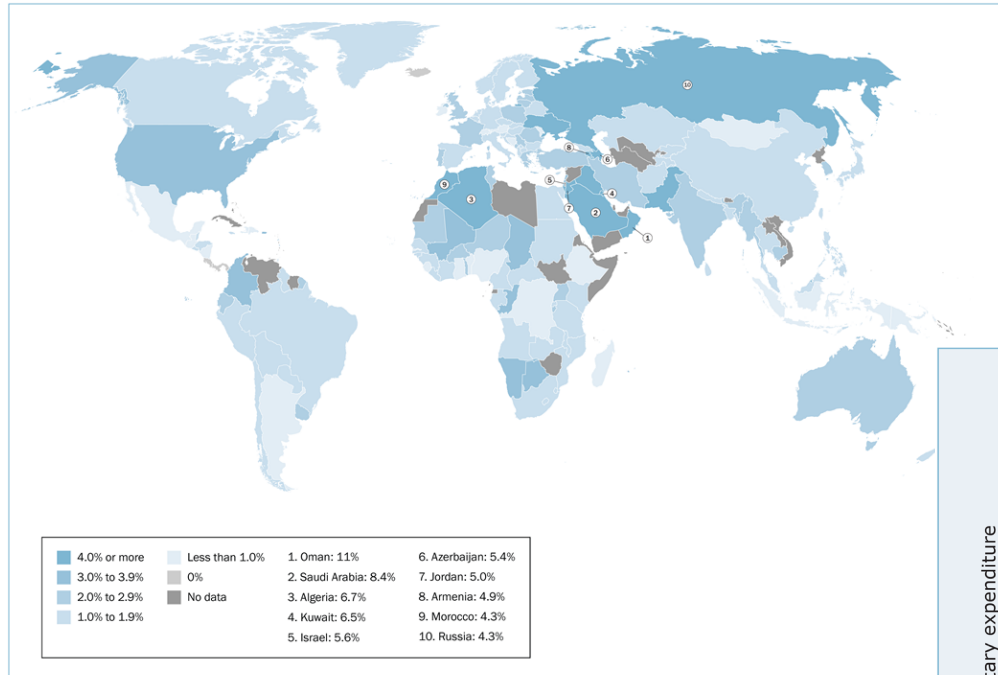 10
8
6
5
9
4
3
7
2
1
4.0% or more
3.0% to 3.9%
2.0% to 2.9%
1.0% to 1.9%
Less than 1.0%
0%
No data
1. Oman: 11%
2. Saudi Arabia: 8.4%
3. Algeria: 6.7%
4. Kuwait: 6.5%
5. Israel: 5.6%
6. Azerbaijan: 5.4%
7. Jordan: 5.0%
8. Armenia: 4.9%
9. Morocco: 4.3%
10. Russia: 4.3%
tary expenditure